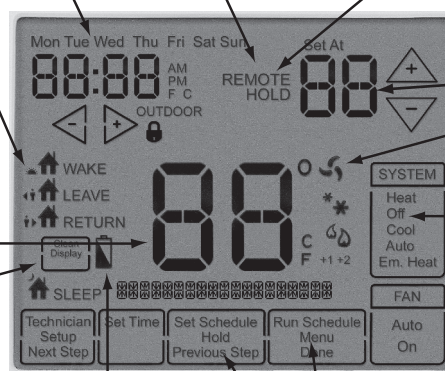 Mon Tue Wed Thu Fri Sat Sun
Set At
88:88
AM
PM
F C
REMOTE
HOLD
88
+
-
- +
OUTDOOR
WAKE
LEAVE
RETURN
SLEEP
Clean
Display
88
C
F +1 +2
SYSTEM
Heat
Off
Cool
Auto
Em. Heat
FAN
Auto
On
Technician
Setup
Next Step
Set Time
Set Schedule
Hold
Previous Step
Run Schedule
Menu
Done